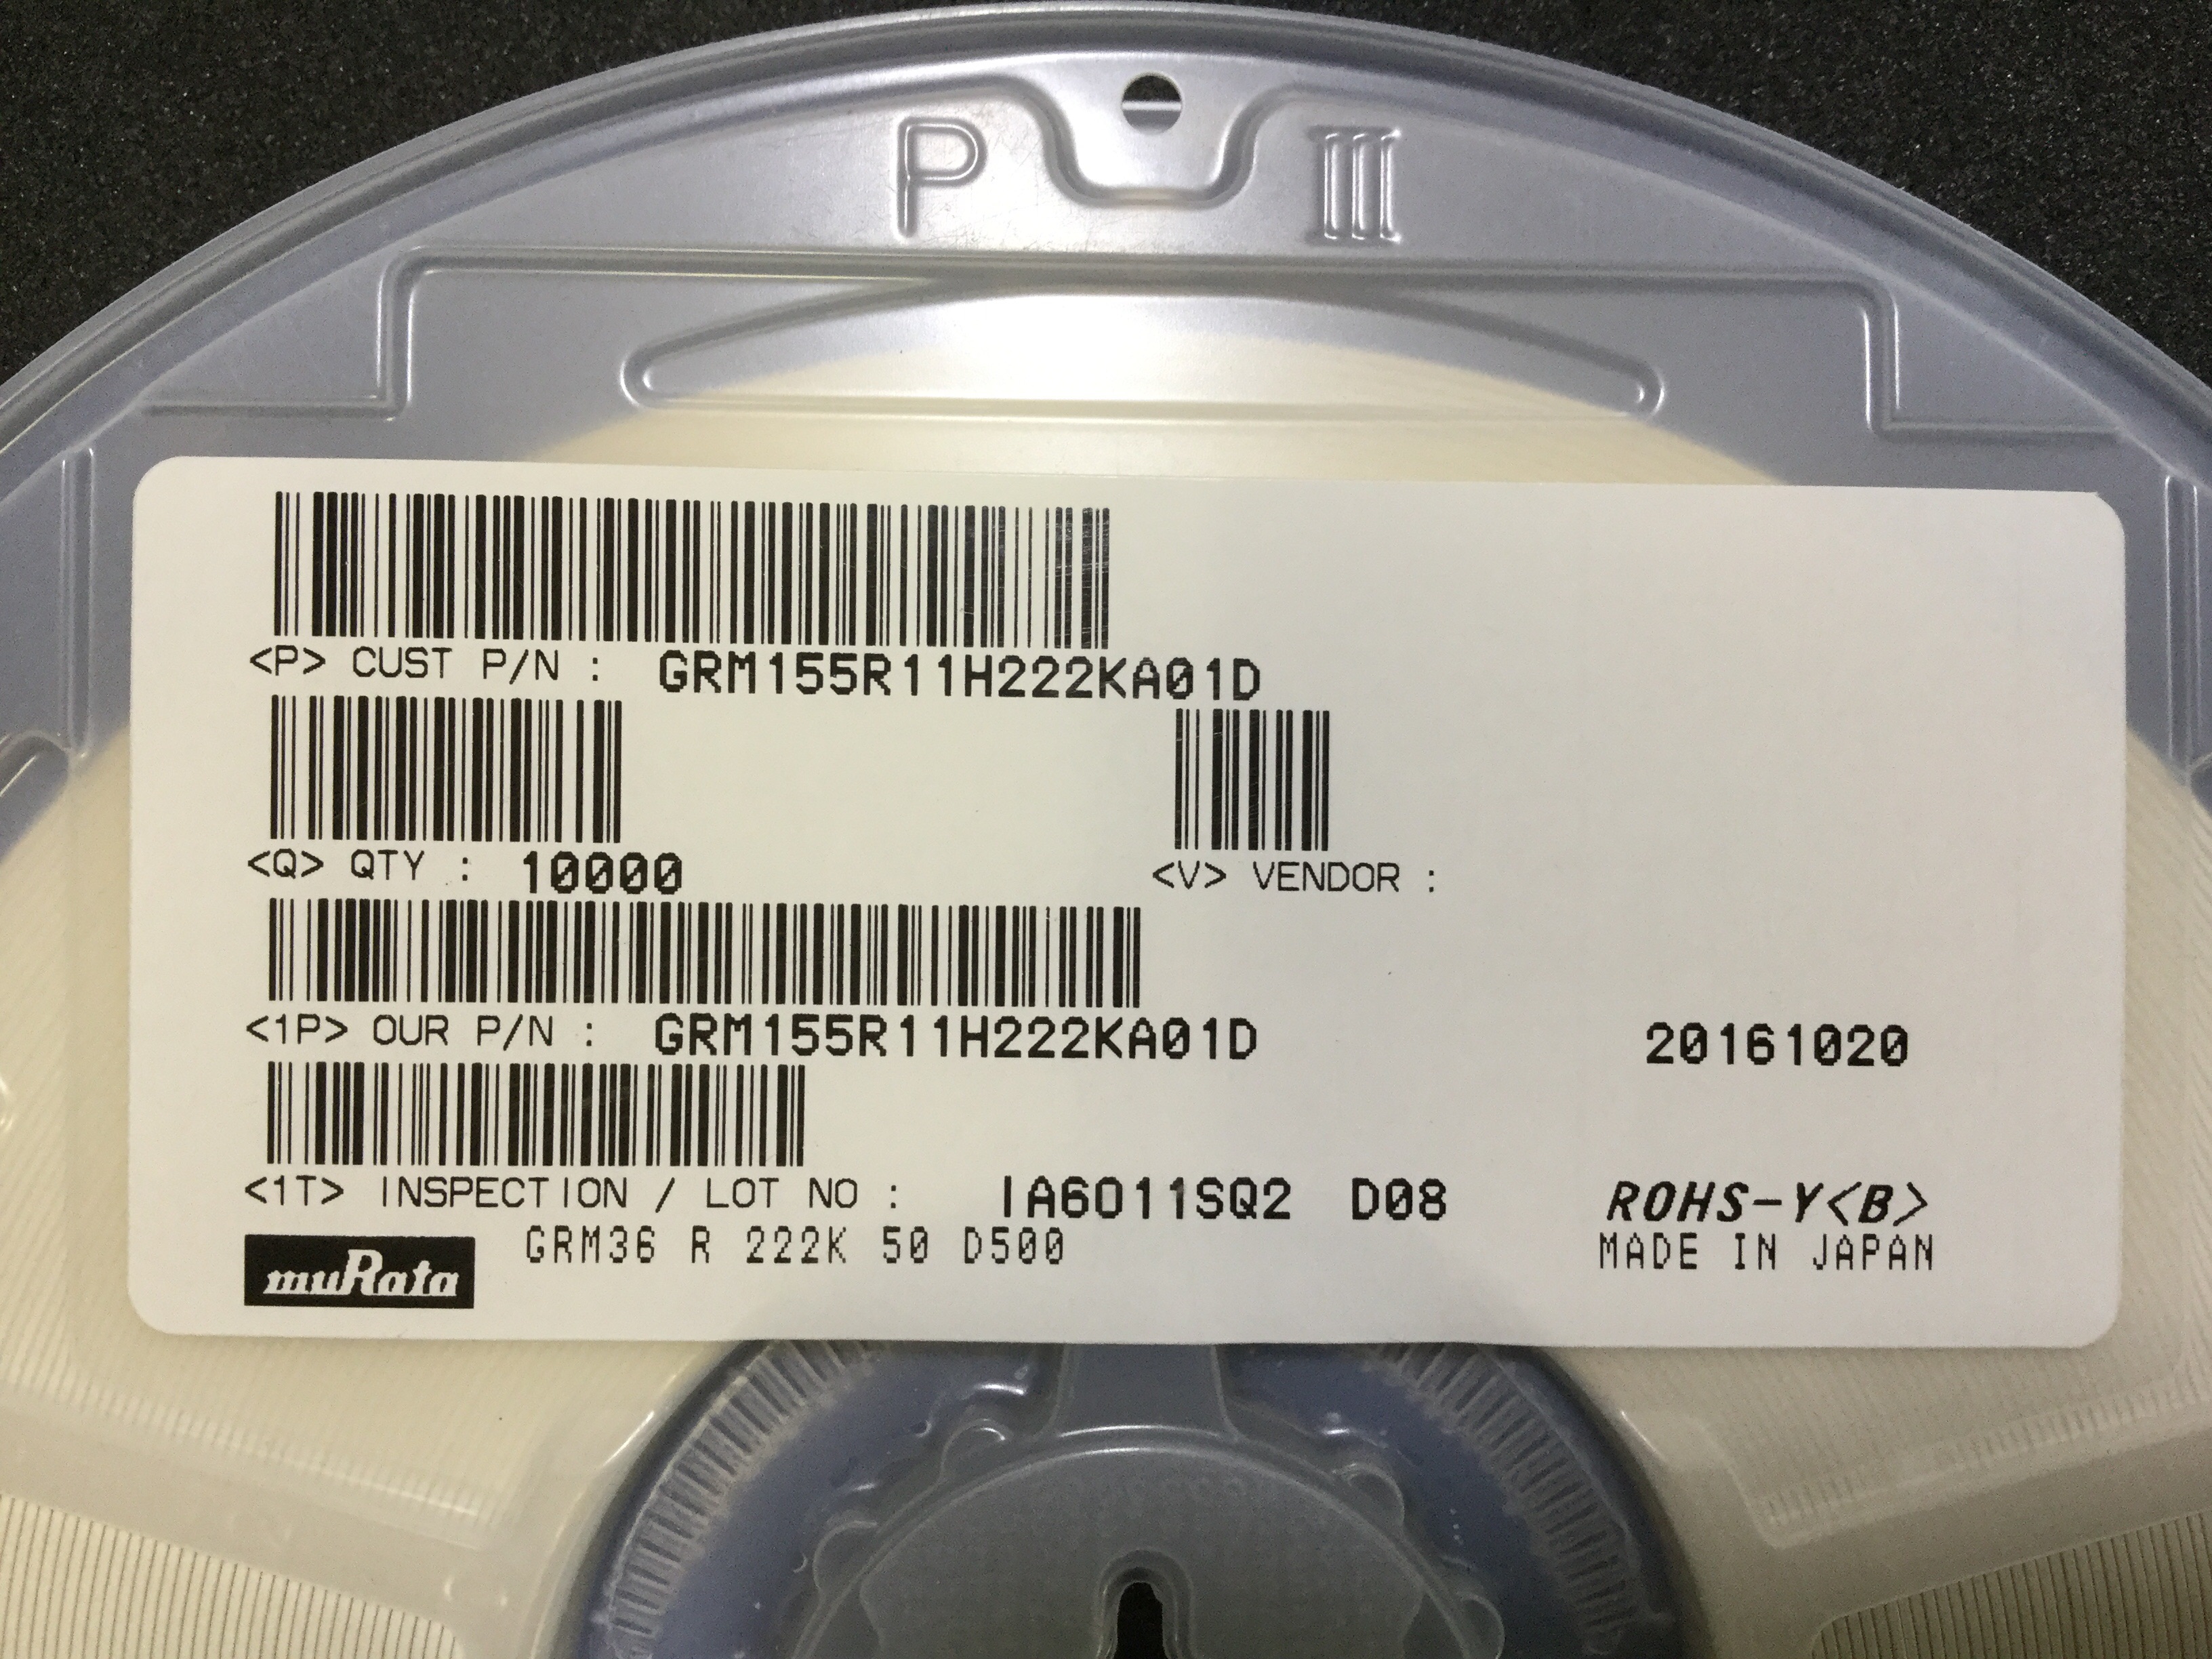 P III
<P> CUST P/N : GRM155R11H222KA01D
<Q> QTY : 10000
<V> VENDOR :
<1P> OUR P/N : GRM155R11H222KA01D
20161020
<1T> INSPECTION / LOT NO : IA6011SQ2 D08
ROHS-Y<B>
muRata
GRM36 R 222K 50 D500
MADE IN JAPAN